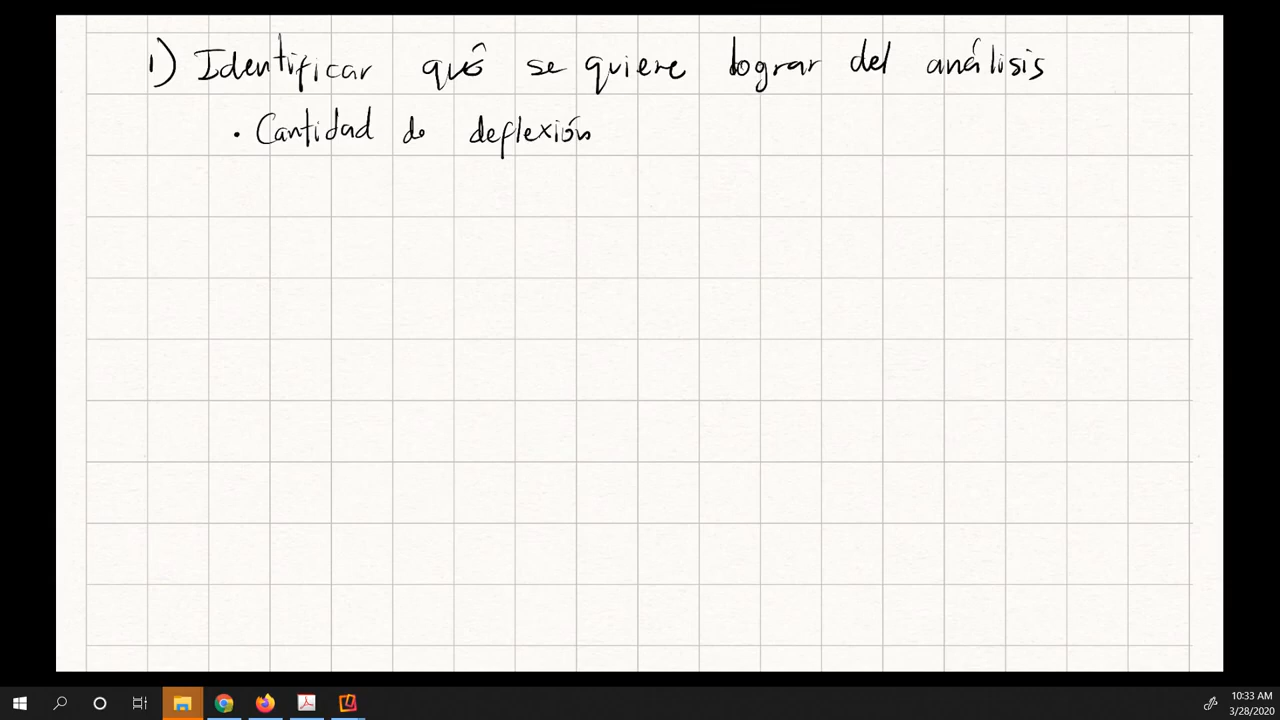 1) Identificar qué se quiere lograr del análisis
• Cantidad de deflexión
10:33 AM
3/28/2020